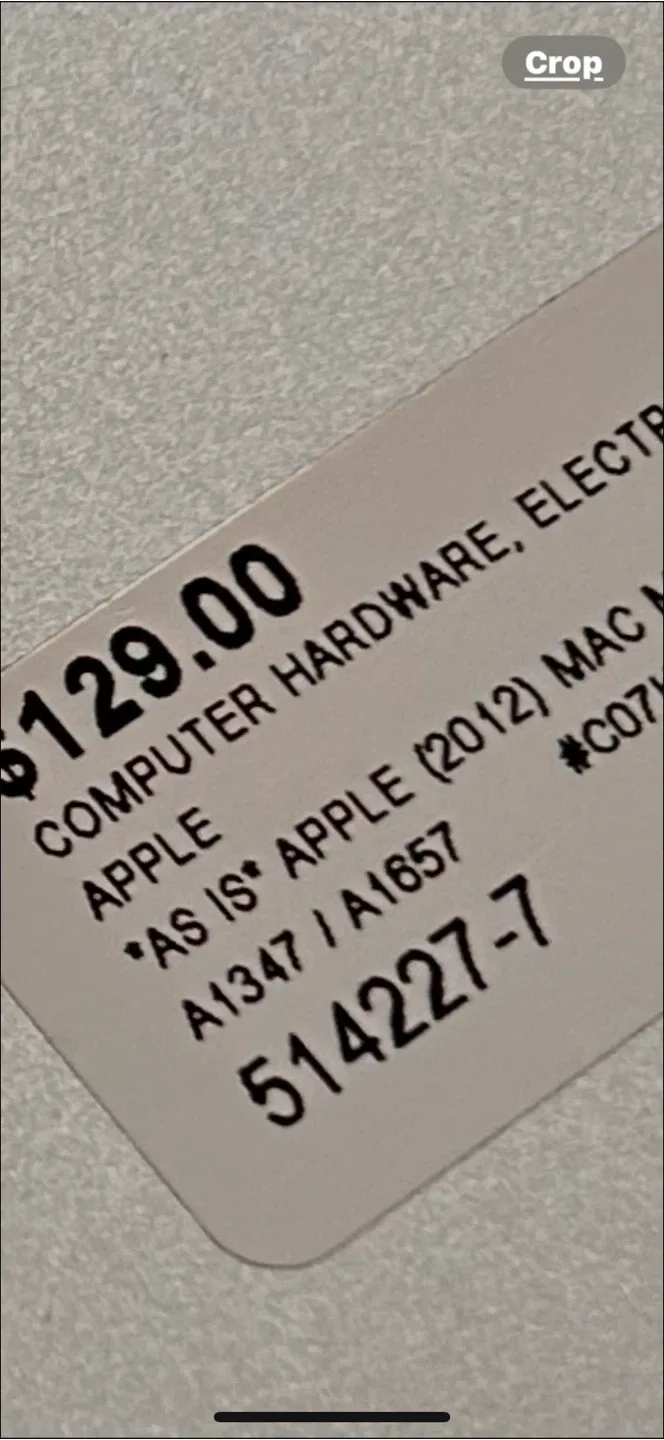 Crop
$129.00
COMPUTER HARDWARE, ELECTR
APPLE
*AS IS* APPLE (2012) MAC M
#C07
A1347 / A1657
514227-7